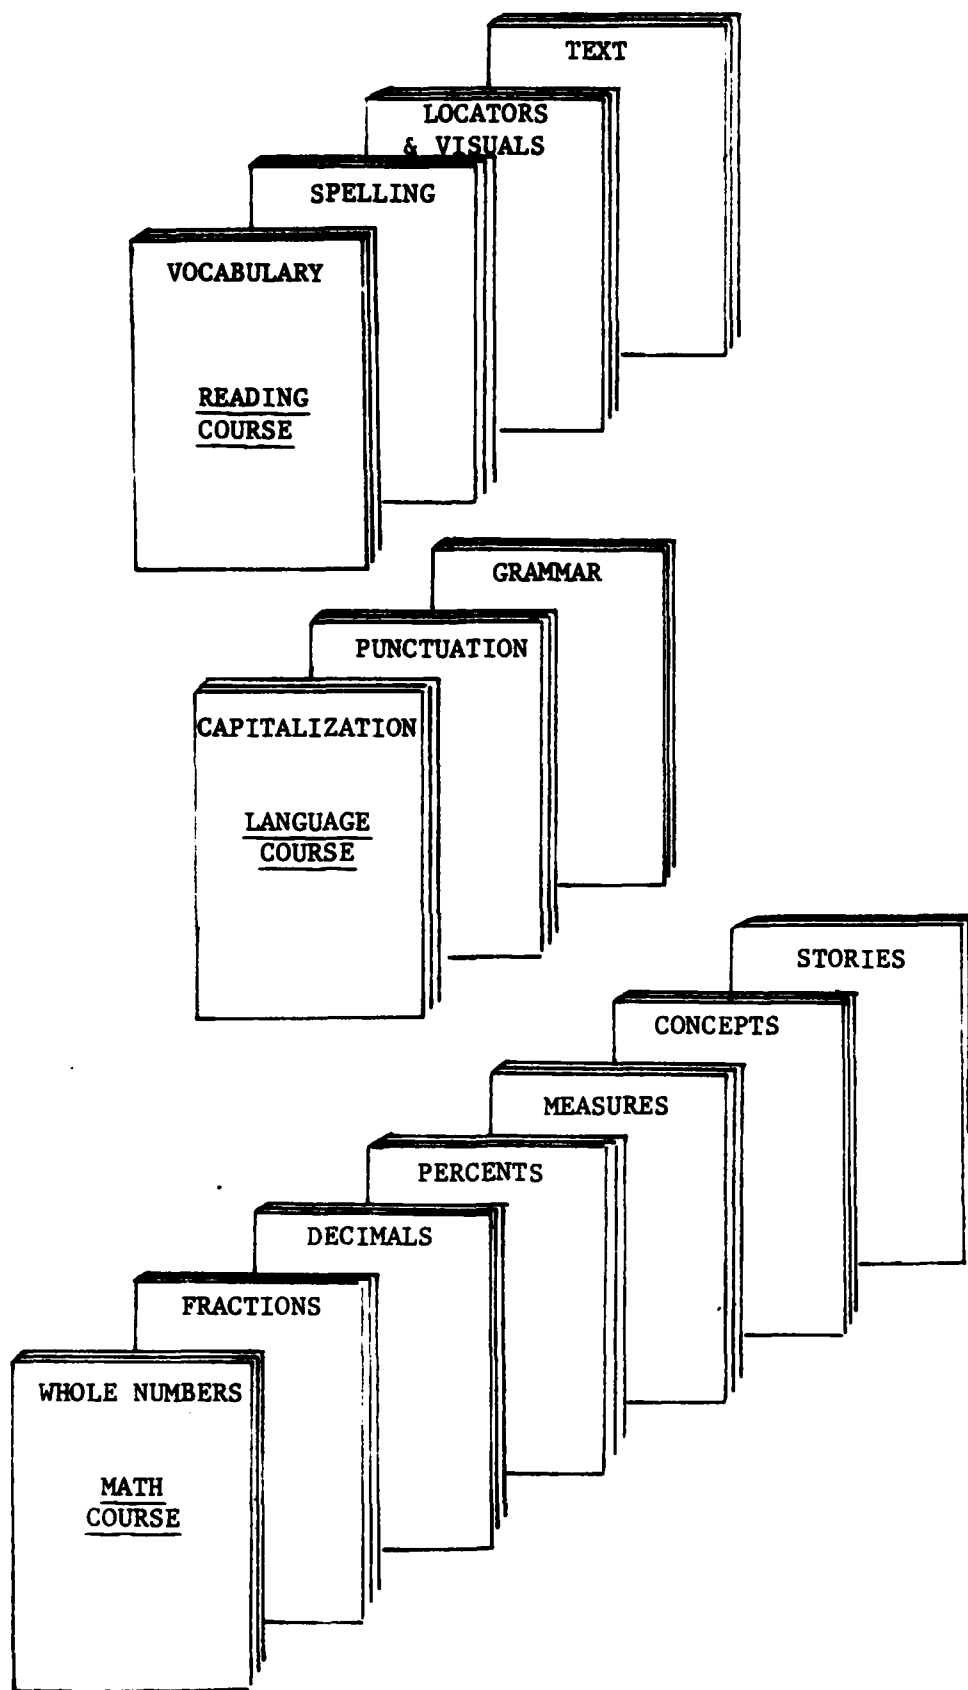 TEXT
LOCATORS
& VISUALS
SPELLING
VOCABULARY
READING
COURSE
GRAMMAR
PUNCTUATION
CAPITALIZATION
LANGUAGE
COURSE
STORIES
CONCEPTS
MEASURES
PERCENTS
DECIMALS
FRACTIONS
WHOLE NUMBERS
MATH
COURSE